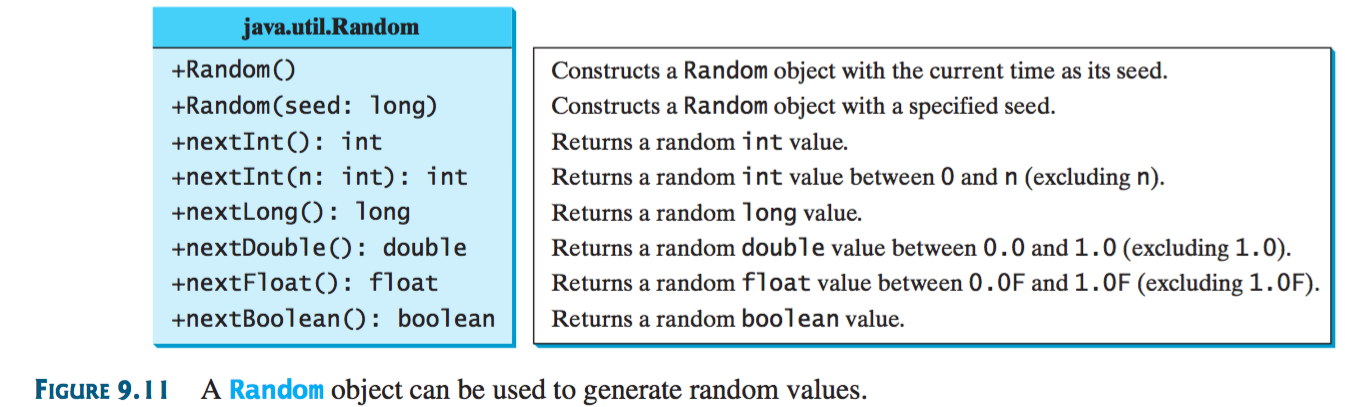 java.util.Random
+Random() Constructs a Random object with the current time as its seed.
+Random(seed: long) Constructs a Random object with a specified seed.
+nextInt(): int Returns a random int value.
+nextInt(n: int): int Returns a random int value between 0 and n (excluding n).
+nextLong(): long Returns a random long value.
+nextDouble(): double Returns a random double value between 0.0 and 1.0 (excluding 1.0).
+nextFloat(): float Returns a random float value between 0.0F and 1.0F (excluding 1.0F).
+nextBoolean(): boolean Returns a random boolean value.
FIGURE 9.11 A Random object can be used to generate random values.